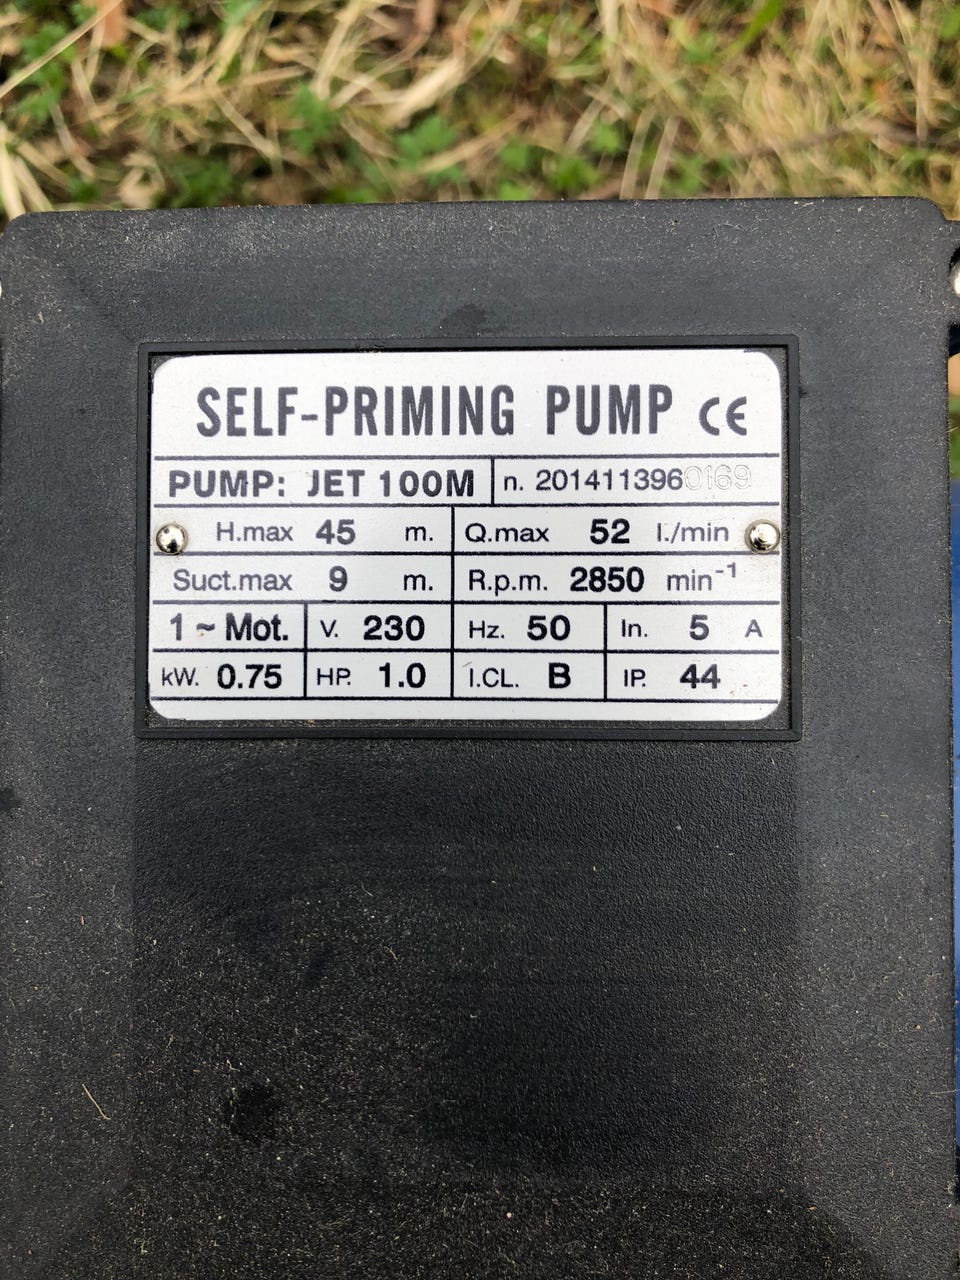 SELF-PRIMING PUMP CE
PUMP: JET 100M n. 2014113960169
H.max 45 m. Q.max 52 l./min
Suct.max 9 m. R.p.m. 2850 min⁻¹
1 ~ Mot. V. 230 Hz. 50 In. 5 A
kW. 0.75 HP. 1.0 I.CL. B IP. 44